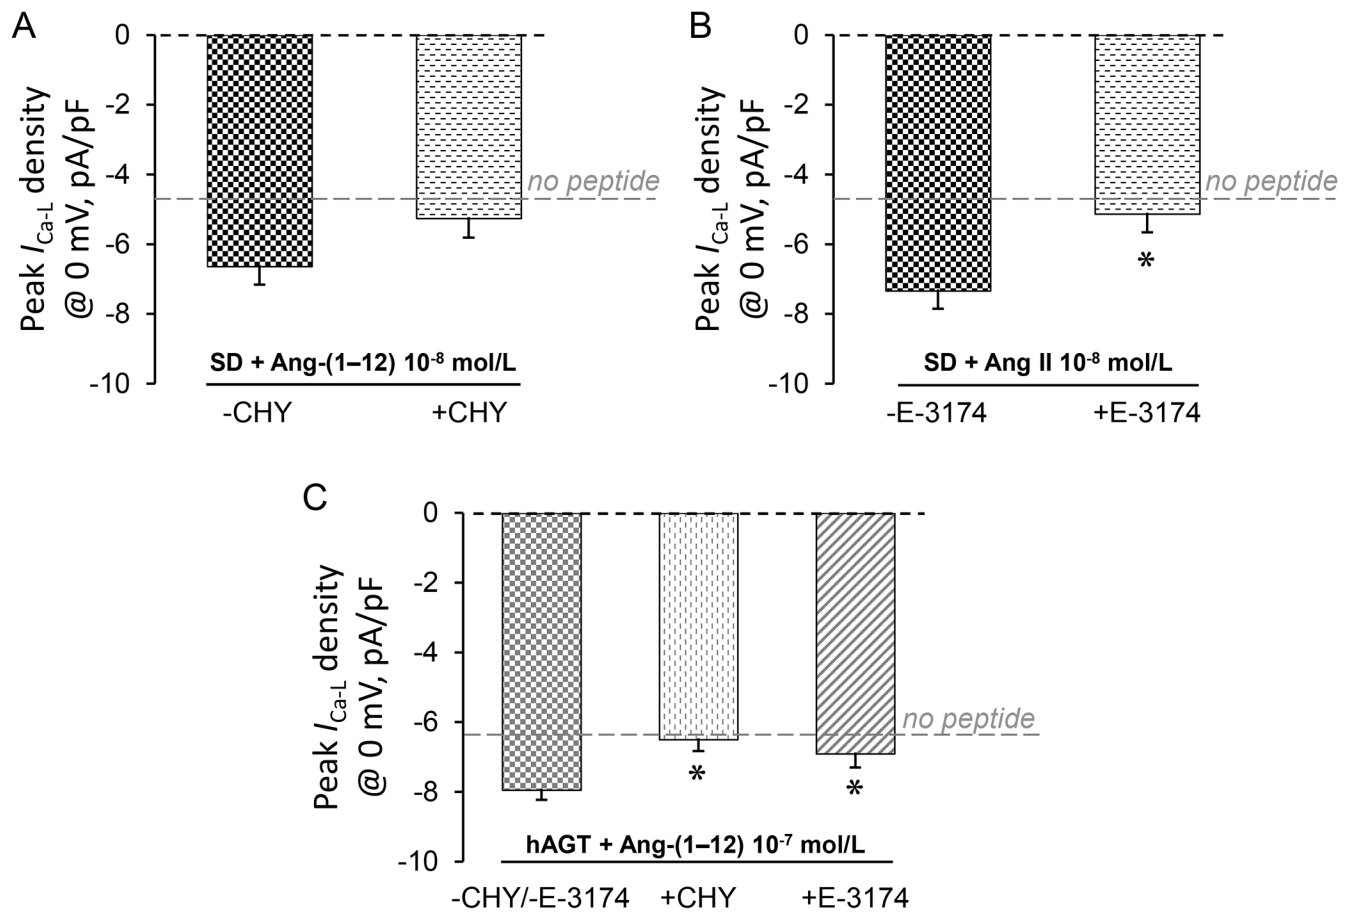 A
Peak I Ca-L density
@ 0 mV, pA/pF
0
-2
-4
-6
-8
-10
no peptide
SD + Ang-(1–12) 10-8 mol/L
-CHY +CHY
B
Peak I Ca-L density
@ 0 mV, pA/pF
0
-2
-4
-6
-8
-10
no peptide
*
SD + Ang II 10-8 mol/L
-E-3174 +E-3174
C
Peak I Ca-L density
@ 0 mV, pA/pF
0
-2
-4
-6
-8
-10
no peptide
* *
hAGT + Ang-(1–12) 10-7 mol/L
-CHY/-E-3174 +CHY +E-3174